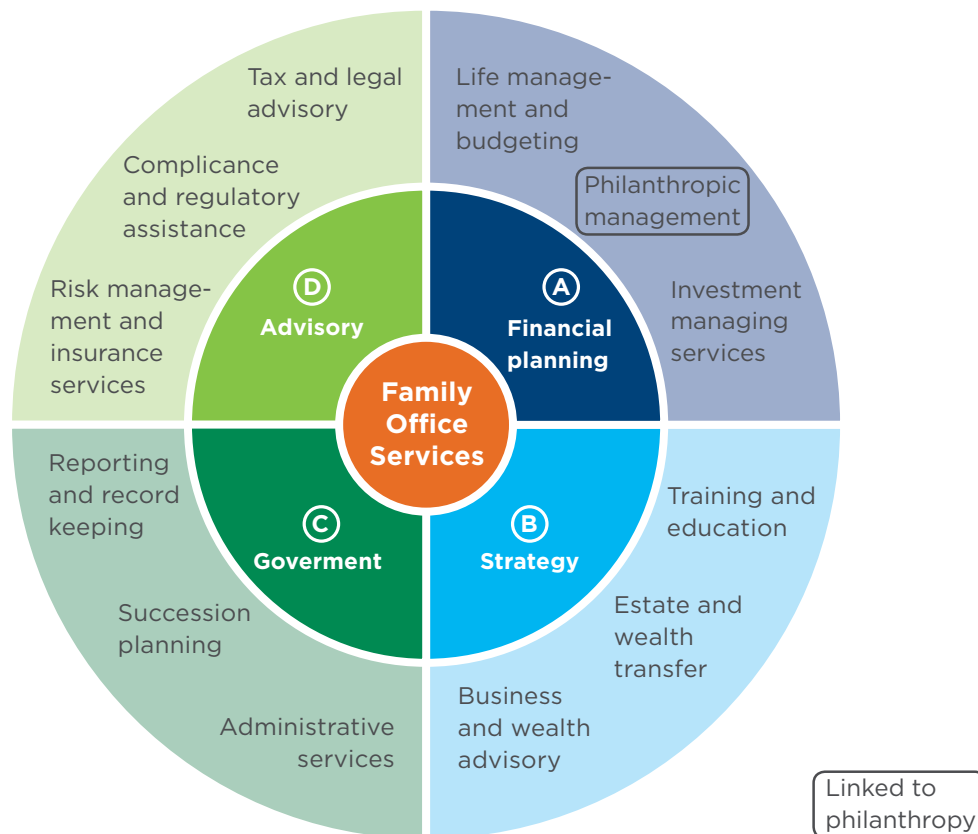 Tax and legal
advisory
Complicance
and regulatory
assistance
Risk manage-
ment and
insurance
services
D
Advisory
Life manage-
ment and
budgeting
Philanthropic
management
Investment
managing
services
A
Financial
planning
Family
Office
Services
Reporting
and record
keeping
Succession
planning
Administrative
services
C
Goverment
B
Strategy
Training and
education
Estate and
wealth
transfer
Business
and wealth
advisory
Linked to
philanthropy